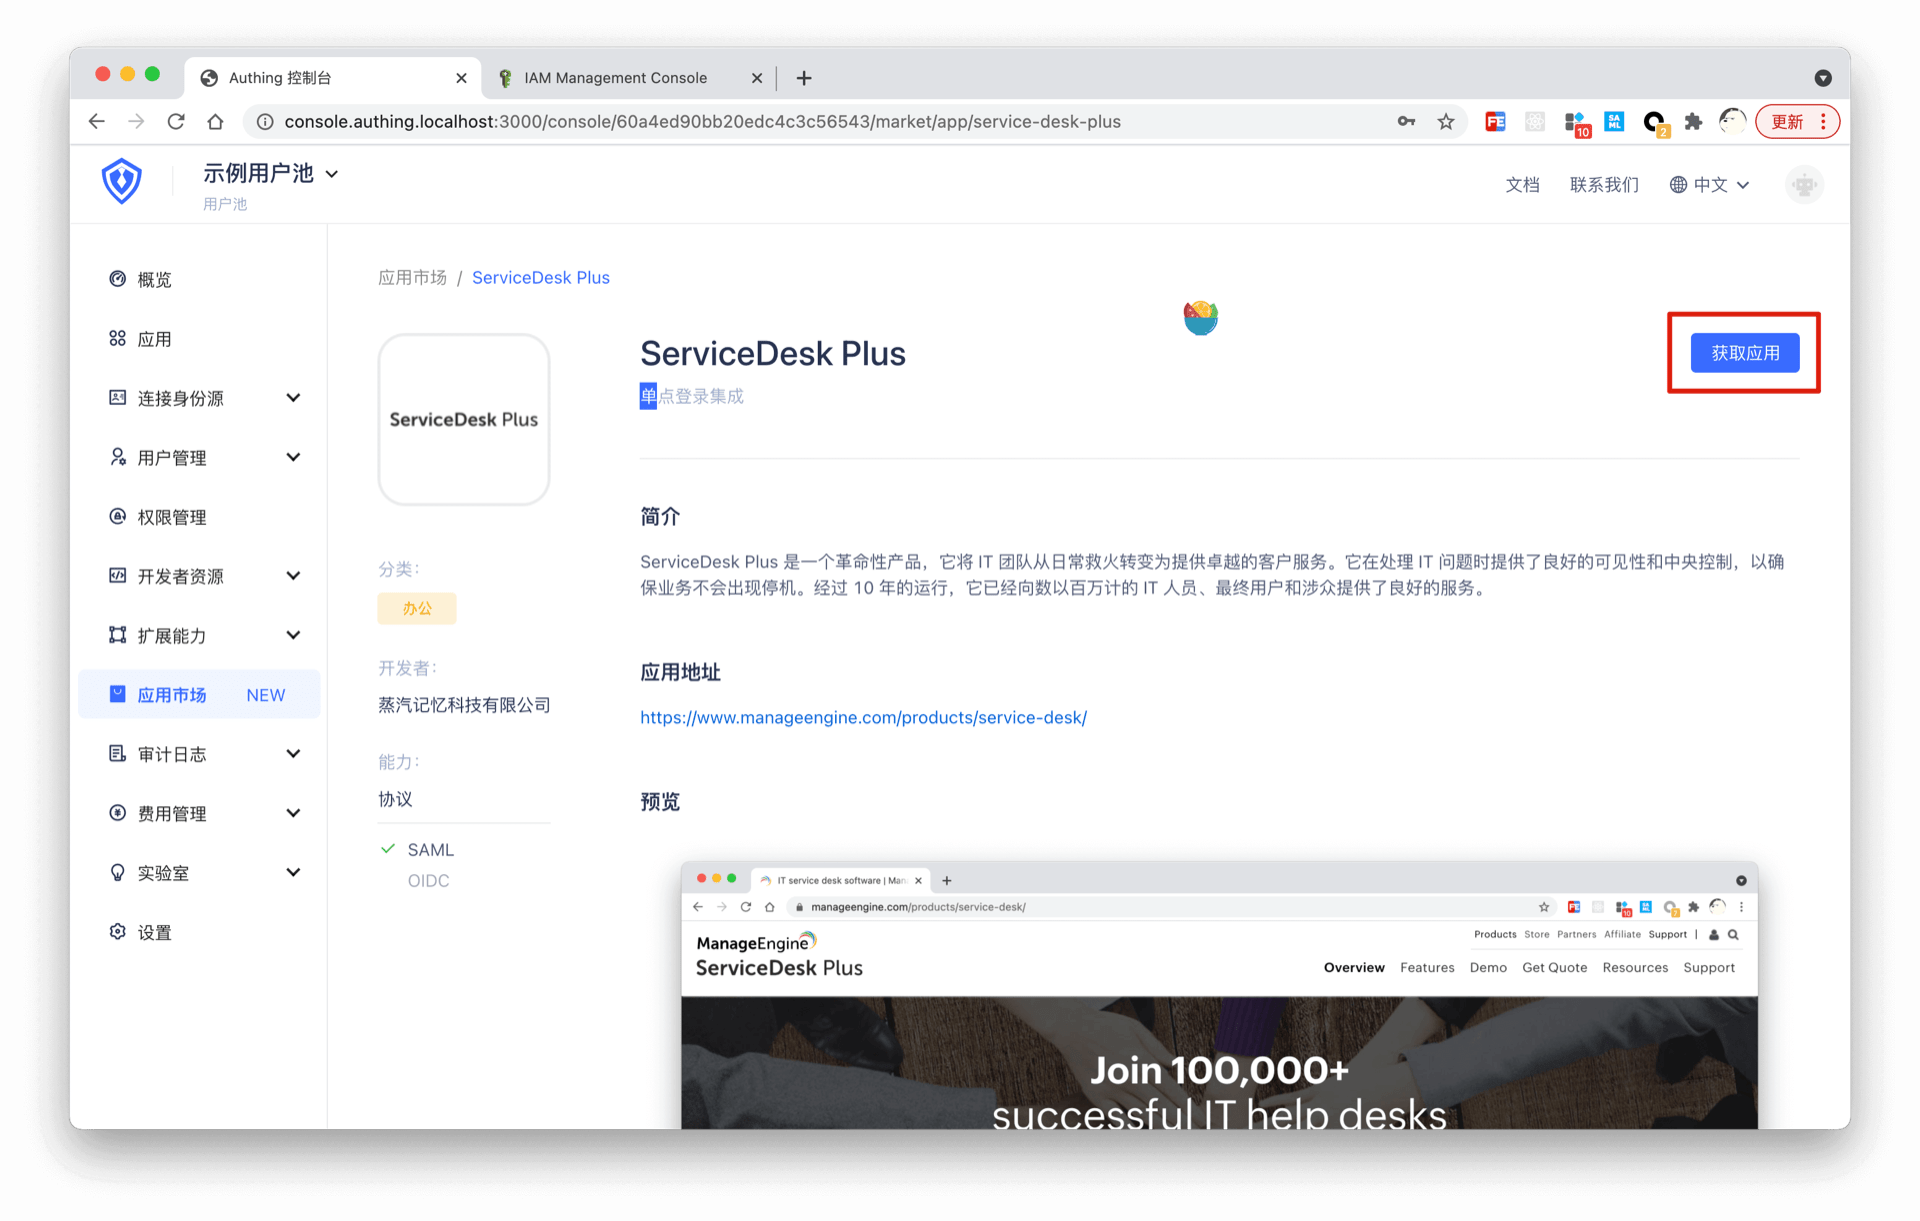 Authing 控制台
IAM Management Console
console.authing.localhost:3000/console/60a4ed90bb20edc4c3c56543/market/app/service-desk-plus
FE
10
SA
ML
2
更新
示例用户池
用户池
文档
联系我们
中文
概览
应用
连接身份源
用户管理
权限管理
开发者资源
扩展能力
应用市场 NEW
审计日志
费用管理
实验室
设置
应用市场 / ServiceDesk Plus
ServiceDesk Plus
分类：
办公
开发者：
蒸汽记忆科技有限公司
能力：
协议
SAML
OIDC
ServiceDesk Plus
单点登录集成
获取应用
简介
ServiceDesk Plus 是一个革命性产品，它将 IT 团队从日常救火转变为提供卓越的客户服务。它在处理 IT 问题时提供了良好的可见性和中央控制，以确
保业务不会出现停机。经过 10 年的运行，它已经向数以百万计的 IT 人员、最终用户和涉众提供了良好的服务。
应用地址
https://www.manageengine.com/products/service-desk/
预览
IT service desk software | Man
manageengine.com/products/service-desk/
FE
10
2
ManageEngine
ServiceDesk Plus
Products Store Partners Affiliate Support |
Overview Features Demo Get Quote Resources Support
Join 100,000+
successful IT help desks